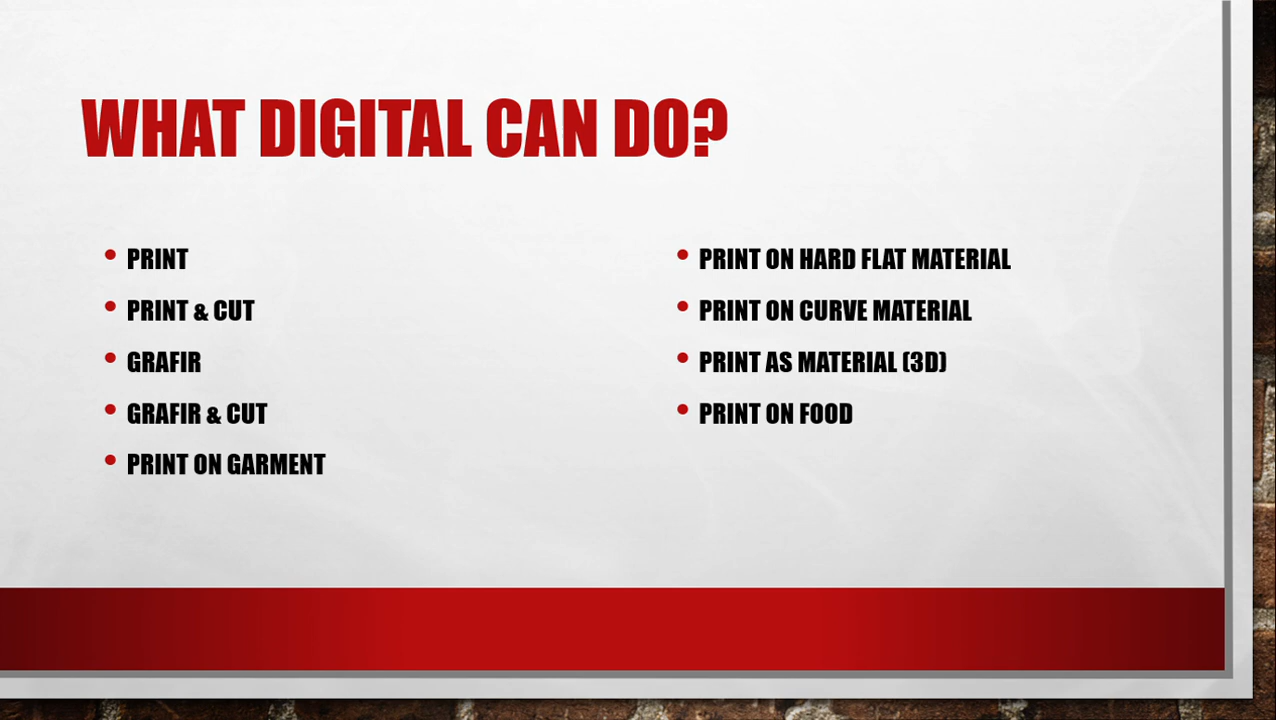 WHAT DIGITAL CAN DO?
• PRINT
• PRINT & CUT
• GRAFIR
• GRAFIR & CUT
• PRINT ON GARMENT
• PRINT ON HARD FLAT MATERIAL
• PRINT ON CURVE MATERIAL
• PRINT AS MATERIAL (3D)
• PRINT ON FOOD